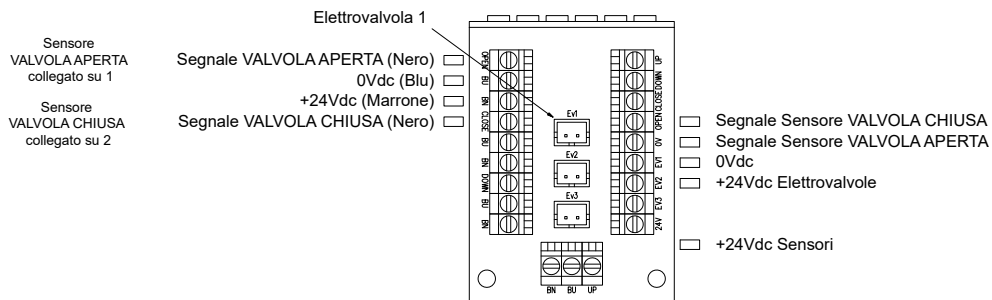 Elettrovalvola 1
Sensore
VALVOLA APERTA
collegato su 1
Sensore
VALVOLA CHIUSA
collegato su 2
Segnale VALVOLA APERTA (Nero)
0Vdc (Blu)
+24Vdc (Marrone)
Segnale VALVOLA CHIUSA (Nero)
OPEN
BU
BN
CLOSE
BU
BN
DOWN
BU
BN
Ev1
Ev2
Ev3
UP
DOWN
CLOSE
OPEN
0V
EV1
EV2
EV3
24V
Segnale Sensore VALVOLA CHIUSA
Segnale Sensore VALVOLA APERTA
0Vdc
+24Vdc Elettrovalvole
+24Vdc Sensori
BN BU UP